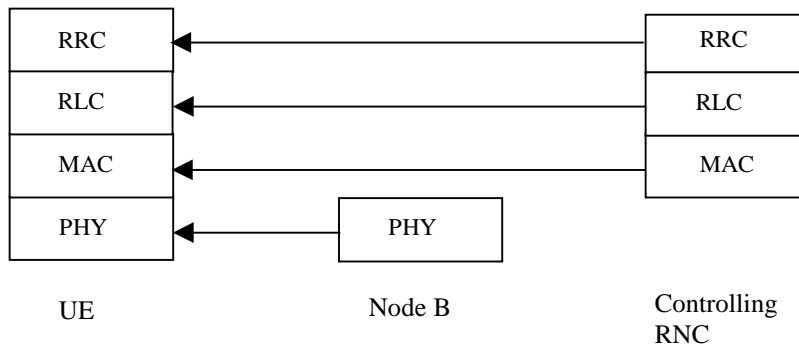 RRC
RRC
RLC
RLC
MAC
MAC
PHY
PHY
UE
Node B
Controlling
RNC